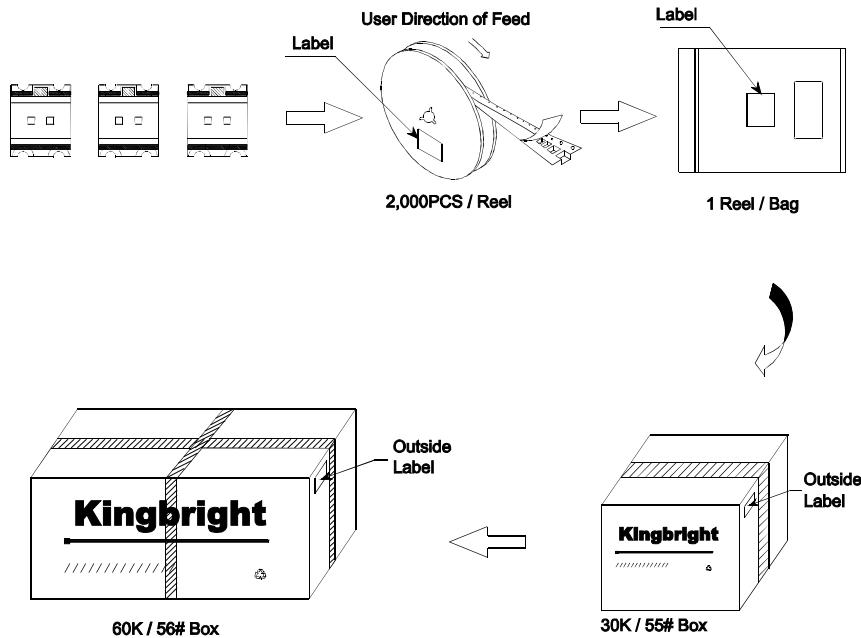 User Direction of Feed
Label
Label
2,000PCS / Reel
1 Reel / Bag
Outside
Label
Kingbright
60K / 56# Box
Outside
Label
Kingbright
30K / 55# Box